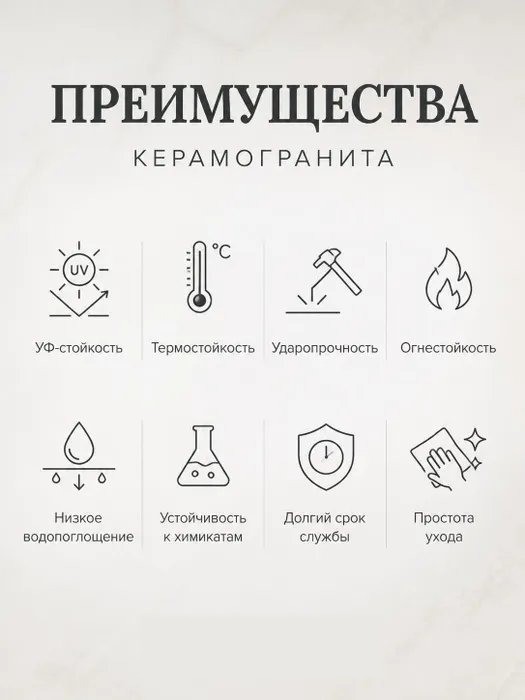 ПРЕИМУЩЕСТВА
КЕРАМОГРАНИТА
UV
°C
УФ-стойкость
Термостойкость
Ударопрочность
Огнестойкость
Низкое
водопоглощение
Устойчивость
к химикатам
Долгий срок
службы
Простота
ухода